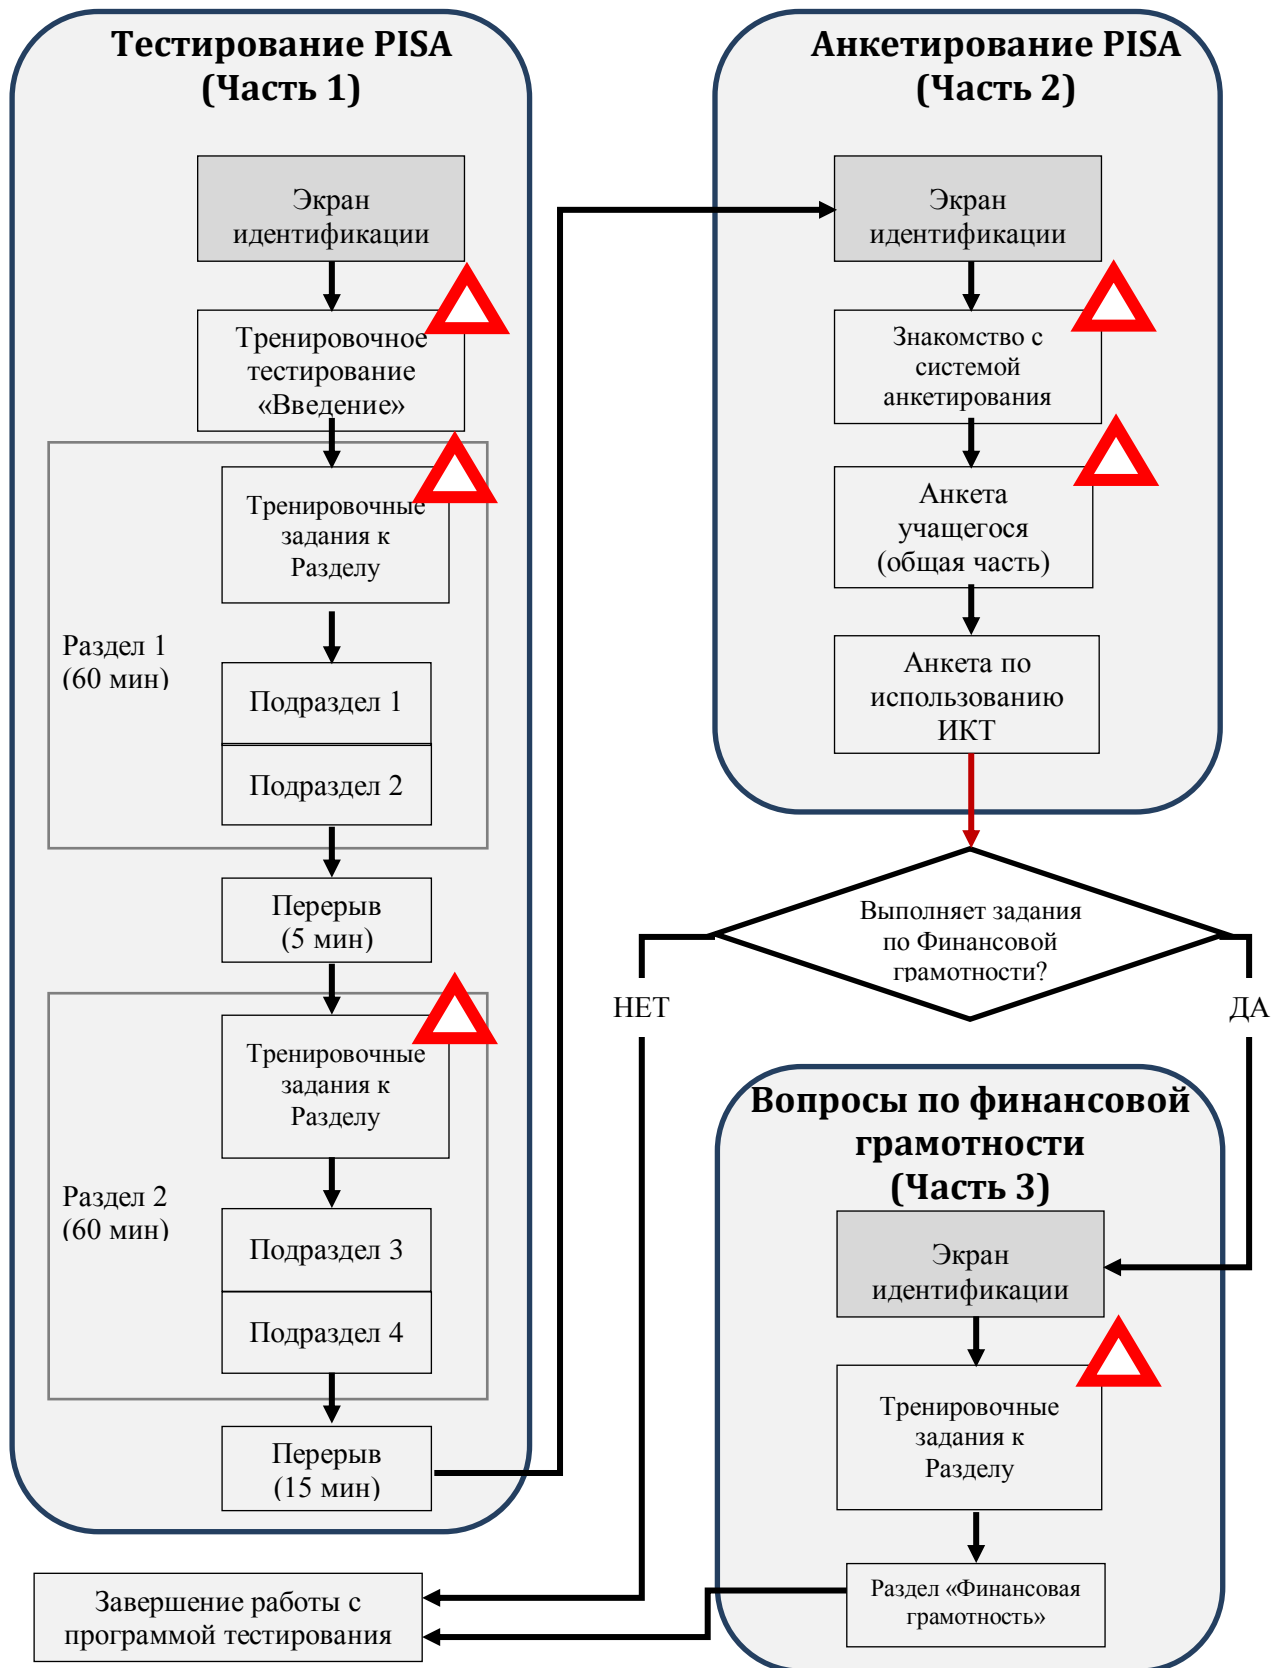 Тестирование PISA
(Часть 1)
Экран
идентификации
Тренировочное
тестирование
«Введение»
Тренировочные
задания к
Разделу
Раздел 1
(60 мин)
Подраздел 1
Подраздел 2
Перерыв
(5 мин)
Тренировочные
задания к
Разделу
Раздел 2
(60 мин)
Подраздел 3
Подраздел 4
Перерыв
(15 мин)
Анкетирование PISA
(Часть 2)
Экран
идентификации
Знакомство с
системой
анкетирования
Анкета
учащегося
(общая часть)
Анкета по
использованию
ИКТ
Выполняет задания
по Финансовой
грамотности?
НЕТ
ДА
Вопросы по финансовой
грамотности
(Часть 3)
Экран
идентификации
Тренировочные
задания к
Разделу
Раздел «Финансовая
грамотность»
Завершение работы с
программой тестирования